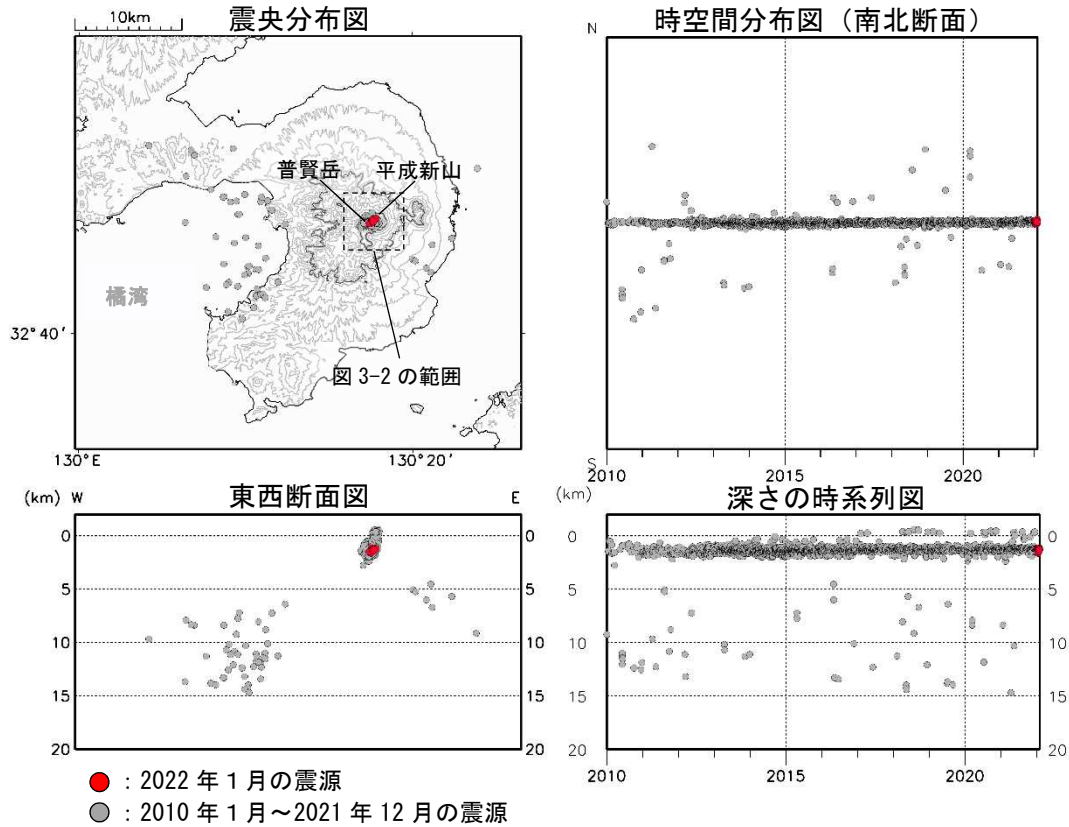 10km
震央分布図
普賢岳
平成新山
橘湾
32°40′
図 3-2 の範囲
130°E
130°20′
時空間分布図（南北断面）
N
S
2010
2015
2020
(km) W
東西断面図
E
0
0
5
5
10
10
15
15
20
20
(km)
深さの時系列図
0
0
5
5
10
10
15
15
20
20
2010
2015
2020
：2022 年１月の震源
：2010 年１月～2021 年 12 月の震源